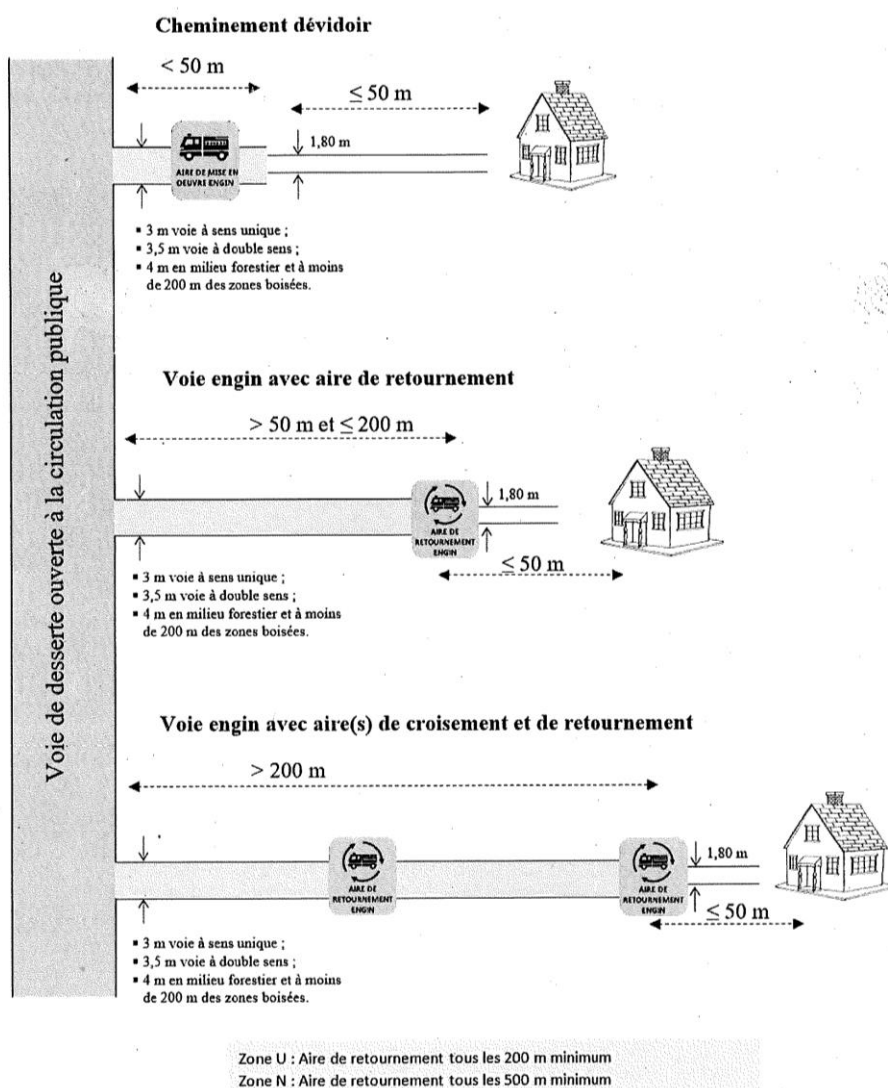 Cheminement dévidoir
< 50 m
≤ 50 m
1,80 m
AIRE DE MISE EN
OEUVRE ENGIN
▪ 3 m voie à sens unique ;
▪ 3,5 m voie à double sens ;
▪ 4 m en milieu forestier et à moins
de 200 m des zones boisées.
Voie de desserte ouverte à la circulation publique
Voie engin avec aire de retournement
> 50 m et ≤ 200 m
1,80 m
AIRE DE
RETOURNEMENT
ENGIN
≤ 50 m
▪ 3 m voie à sens unique ;
▪ 3,5 m voie à double sens ;
▪ 4 m en milieu forestier et à moins
de 200 m des zones boisées.
Voie engin avec aire(s) de croisement et de retournement
> 200 m
1,80 m
AIRE DE
RETOURNEMENT
ENGIN
AIRE DE
RETOURNEMENT
ENGIN
≤ 50 m
▪ 3 m voie à sens unique ;
▪ 3,5 m voie à double sens ;
▪ 4 m en milieu forestier et à moins
de 200 m des zones boisées.
Zone U : Aire de retournement tous les 200 m minimum
Zone N : Aire de retournement tous les 500 m minimum